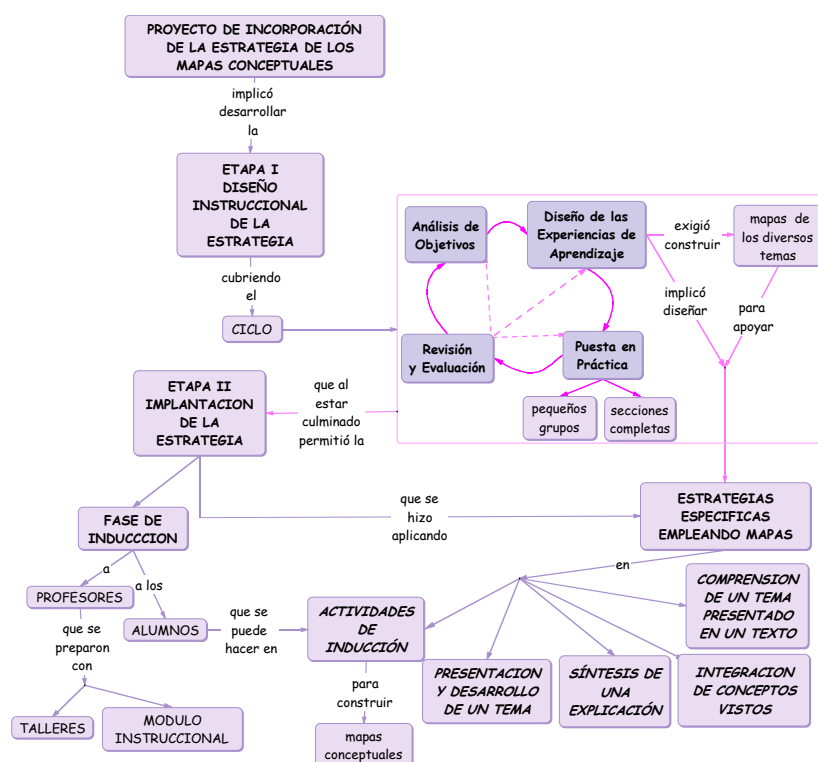 PROYECTO DE INCORPORACIÓN
DE LA ESTRATEGIA DE LOS
MAPAS CONCEPTUALES
implicó
desarrollar
la
ETAPA I
DISEÑO
INSTRUCCIONAL
DE LA
ESTRATEGIA
cubriendo
el
CICLO
Análisis de
Objetivos
Diseño de las
Experiencias de
Aprendizaje
exigió
construir
mapas de
los diversos
temas
implicó
diseñar
para
apoyar
Revisión
y Evaluación
Puesta en
Práctica
pequeños
grupos
secciones
completas
que al
estar
culminado
permitió la
ETAPA II
IMPLANTACION
DE LA
ESTRATEGIA
que se
hizo
aplicando
ESTRATEGIAS
ESPECIFICAS
EMPLEANDO MAPAS
FASE DE
INDUCCCION
a
a los
PROFESORES
ALUMNOS
que se
preparon
con
TALLERES
MODULO
INSTRUCCIONAL
que se
puede
hacer en
ACTIVIDADES
DE
INDUCCIÓN
para
construir
mapas
conceptuales
en
PRESENTACION
Y DESARROLLO
DE UN TEMA
SÍNTESIS DE
UNA
EXPLICACIÓN
INTEGRACION
DE CONCEPTOS
VISTOS
COMPRENSION
DE UN TEMA
PRESENTADO
EN UN TEXTO